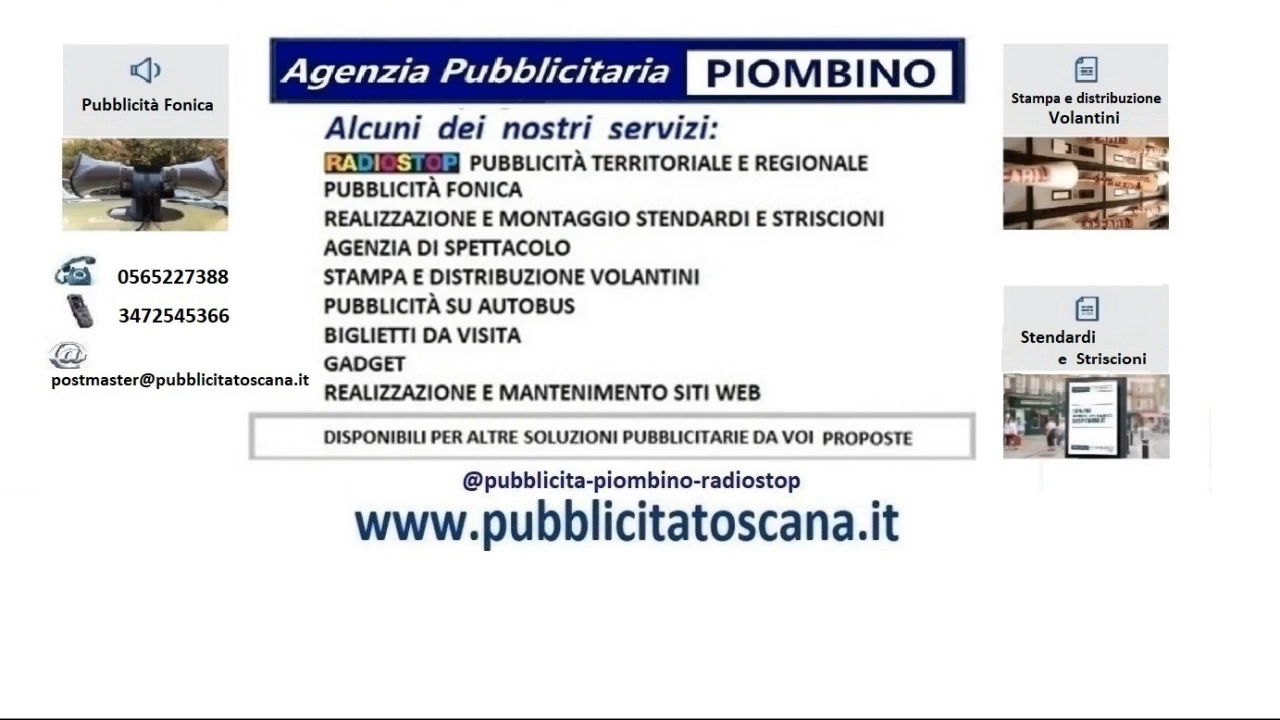 Agenzia Pubblicitaria PIOMBINO
Pubblicità Fonica
0565227388
3472545366
@
postmaster@pubblicitatoscana.it
Alcuni dei nostri servizi:
RADIOSTOP PUBBLICITÀ TERRITORIALE E REGIONALE
PUBBLICITÀ FONICA
REALIZZAZIONE E MONTAGGIO STENDARDI E STRISCIONI
AGENZIA DI SPETTACOLO
STAMPA E DISTRIBUZIONE VOLANTINI
PUBBLICITÀ SU AUTOBUS
BIGLIETTI DA VISITA
GADGET
REALIZZAZIONE E MANTENIMENTO SITI WEB
DISPONIBILI PER ALTRE SOLUZIONI PUBBLICITARIE DA VOI PROPOSTE
@pubblicita-piombino-radiostop
www.pubblicitatoscana.it
Stampa e distribuzione
Volantini
Stendardi
e Striscioni